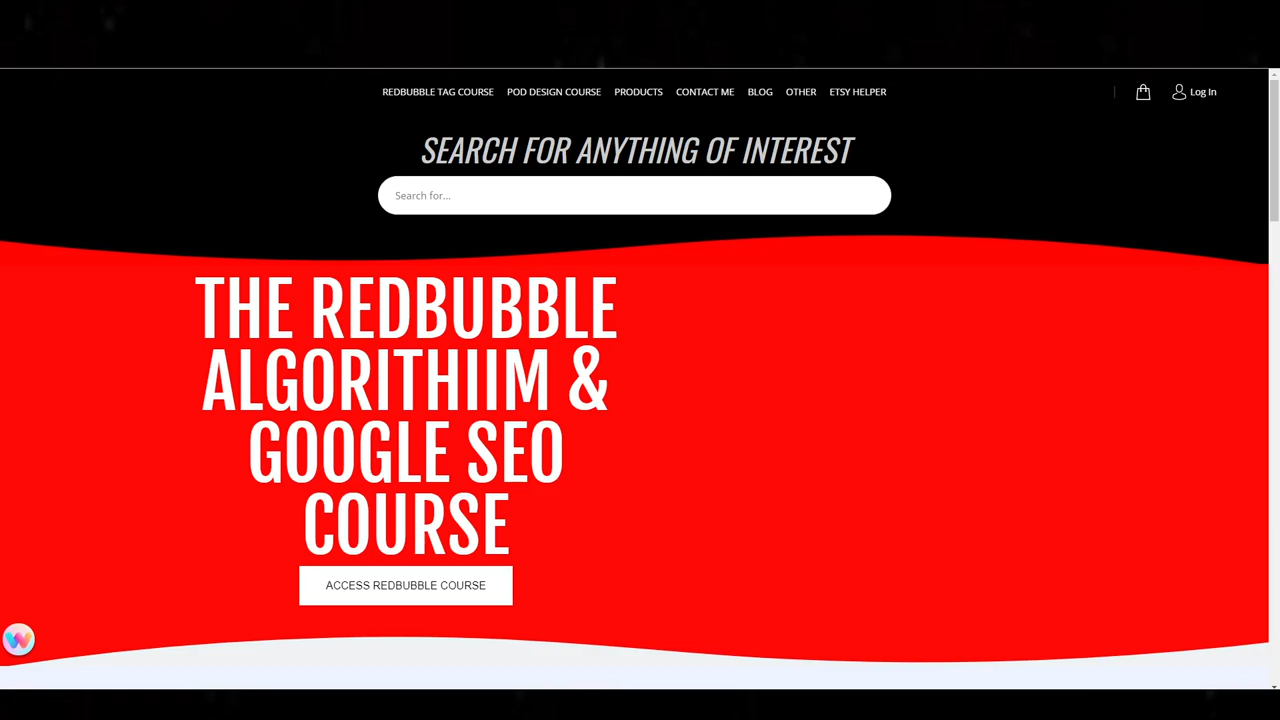 REDBUBBLE TAG COURSE POD DESIGN COURSE PRODUCTS CONTACT ME BLOG OTHER ETSY HELPER Log In
SEARCH FOR ANYTHING OF INTEREST
Search for...
THE REDBUBBLE
ALGORITHIIM &
GOOGLE SEO
COURSE
ACCESS REDBUBBLE COURSE